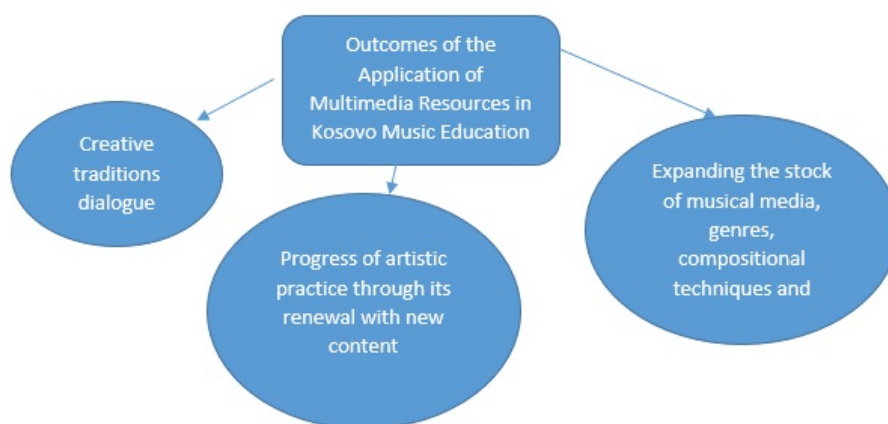 Outcomes of the
Application of
Multimedia Resources in
Kosovo Music Education
Creative
traditions
dialogue
Progress of artistic
practice through its
renewal with new
content
Expanding the stock
of musical media,
genres,
compositional
techniques and